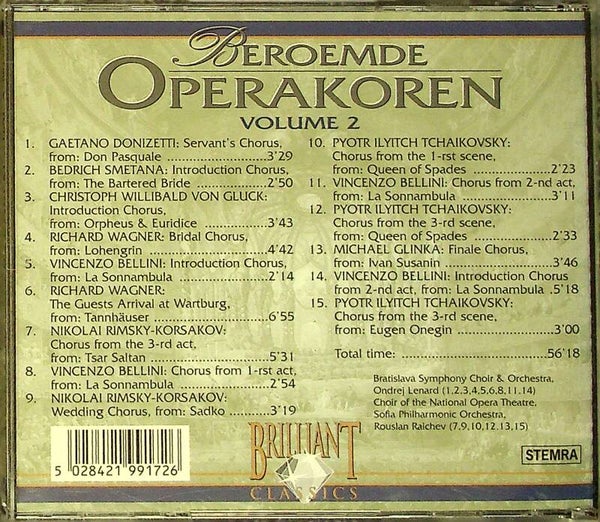 BEROEMDE
OPERAKOREN
VOLUME 2
1. GAETANO DONIZETTI: Servant's Chorus,
from: Don Pasquale ........................3'29
2. BEDRICH SMETANA: Introduction Chorus,
from: The Bartered Bride ................2'50
3. CHRISTOPH WILLIBALD VON GLUCK:
Introduction Chorus,
from: Orpheus & Euridice ................3'43
4. RICHARD WAGNER: Bridal Chorus,
from: Lohengrin ..............................4'42
5. VINCENZO BELLINI: Introduction Chorus,
from: La Sonnambula ......................2'14
6. RICHARD WAGNER:
The Guests Arrival at Wartburg,
from: Tannhäuser ............................6'55
7. NIKOLAI RIMSKY-KORSAKOV:
Chorus from the 3-rd act,
from: Tsar Saltan ............................5'31
8. VINCENZO BELLINI: Chorus from 1-rst act,
from: La Sonnambula ......................2'54
9. NIKOLAI RIMSKY-KORSAKOV:
Wedding Chorus, from: Sadko ..........3'19
10. PYOTR ILYITCH TCHAIKOVSKY:
Chorus from the 1-rst scene,
from: Queen of Spades ..................2'23
11. VINCENZO BELLINI: Chorus from 2-nd act,
from: La Sonnambula ....................3'11
12. PYOTR ILYITCH TCHAIKOVSKY:
Chorus from the 3-rd scene,
from: Queen of Spades ..................2'33
13. MICHAEL GLINKA: Finale Chorus,
from: Ivan Susanin ........................3'46
14. VINCENZO BELLINI: Introduction Chorus
from 2-nd act, from: La Sonnambula .5'18
15. PYOTR ILYITCH TCHAIKOVSKY:
Chorus from the 3-rd scene,
from: Eugen Onegin ......................3'00
Total time: ..................................56'18
Bratislava Symphony Choir & Orchestra,
Ondrej Lenard (1,2,3,4,5,6,8,11,14)
Choir of the National Opera Theatre,
Sofia Philharmonic Orchestra,
Rouslan Raichev (7,9,10,12,13,15)
5 028421 991726
BRILLIANT
CLASSICS
STEMRA